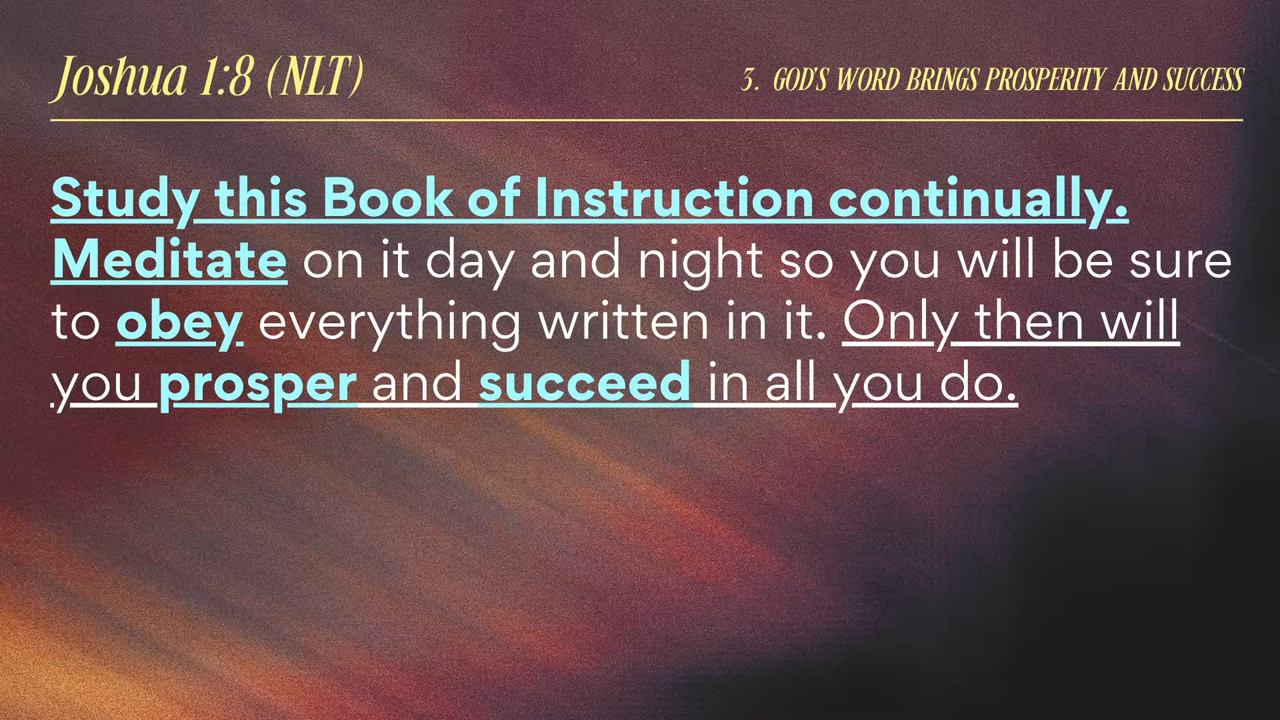 Joshua 1:8 (NLT)
3. GOD'S WORD BRINGS PROSPERITY AND SUCCESS
Study this Book of Instruction continually.
Meditate on it day and night so you will be sure
to obey everything written in it. Only then will
you prosper and succeed in all you do.